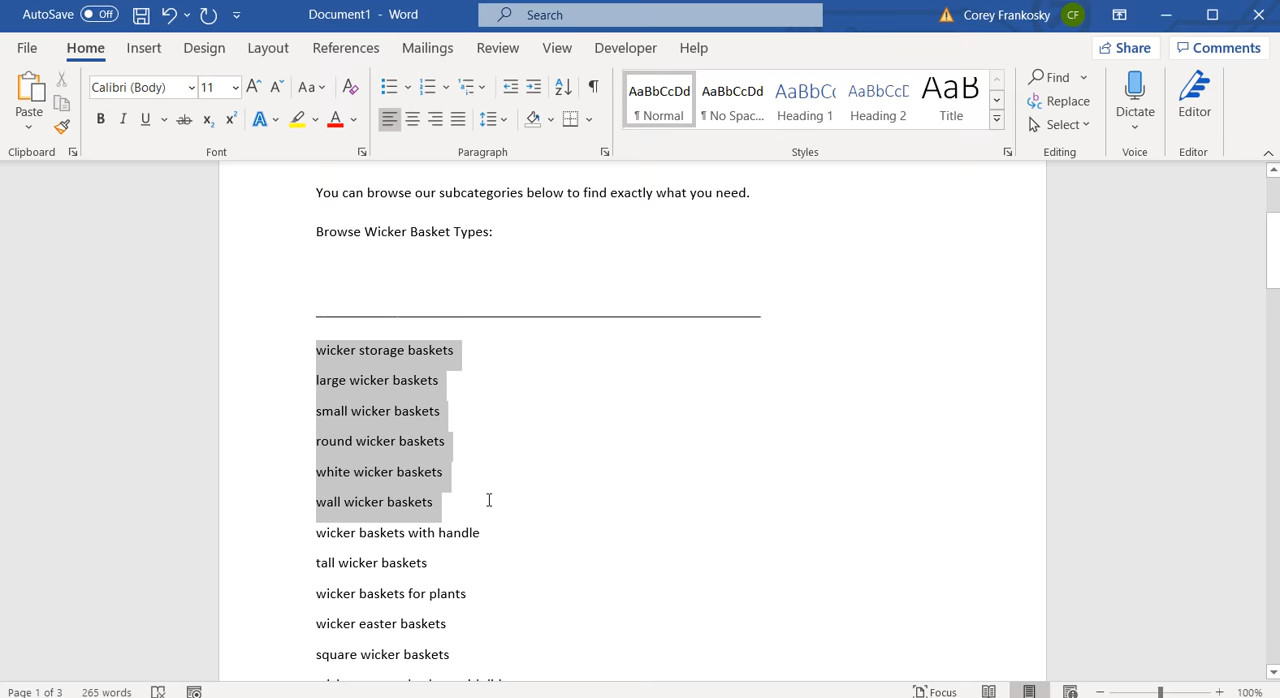 AutoSave Off Document1 - Word Search Corey Frankosky CF
File Home Insert Design Layout References Mailings Review View Developer Help Share Comments
Calibri (Body) 11 A A Aa A
Paste B I U ab x2 x2 A A
AaBbCcDd AaBbCcDd AaBbCc AaBbCcD AaB
¶ Normal ¶ No Spac... Heading 1 Heading 2 Title
Find
Replace
Select
Dictate Editor
Clipboard Font Paragraph Styles Editing Voice Editor
You can browse our subcategories below to find exactly what you need.
Browse Wicker Basket Types:
wicker storage baskets
large wicker baskets
small wicker baskets
round wicker baskets
white wicker baskets
wall wicker baskets
wicker baskets with handle
tall wicker baskets
wicker baskets for plants
wicker easter baskets
square wicker baskets
Page 1 of 3 265 words Focus 100%